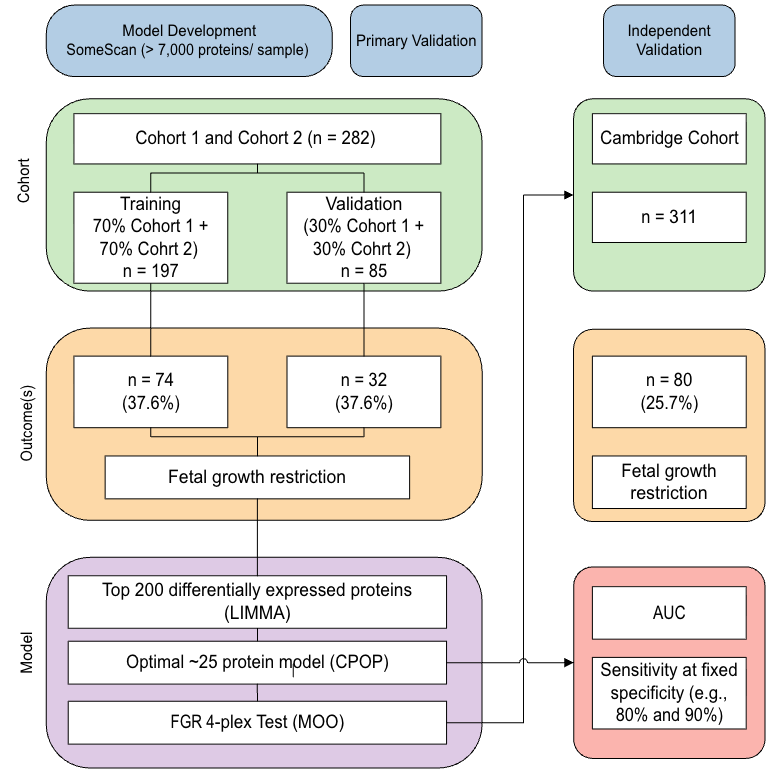 Model Development
SomeScan (> 7,000 proteins/ sample)
Primary Validation
Independent
Validation
Cohort
Cohort 1 and Cohort 2 (n = 282)
Training
70% Cohort 1 +
70% Cohrt 2)
n = 197
Validation
(30% Cohort 1 +
30% Cohort 2)
n = 85
Cambridge Cohort
n = 311
Outcome(s)
n = 74
(37.6%)
n = 32
(37.6%)
Fetal growth restriction
n = 80
(25.7%)
Fetal growth
restriction
Model
Top 200 differentially expressed proteins
(LIMMA)
Optimal ~25 protein model (CPOP)
FGR 4-plex Test (MOO)
AUC
Sensitivity at fixed
specificity (e.g.,
80% and 90%)